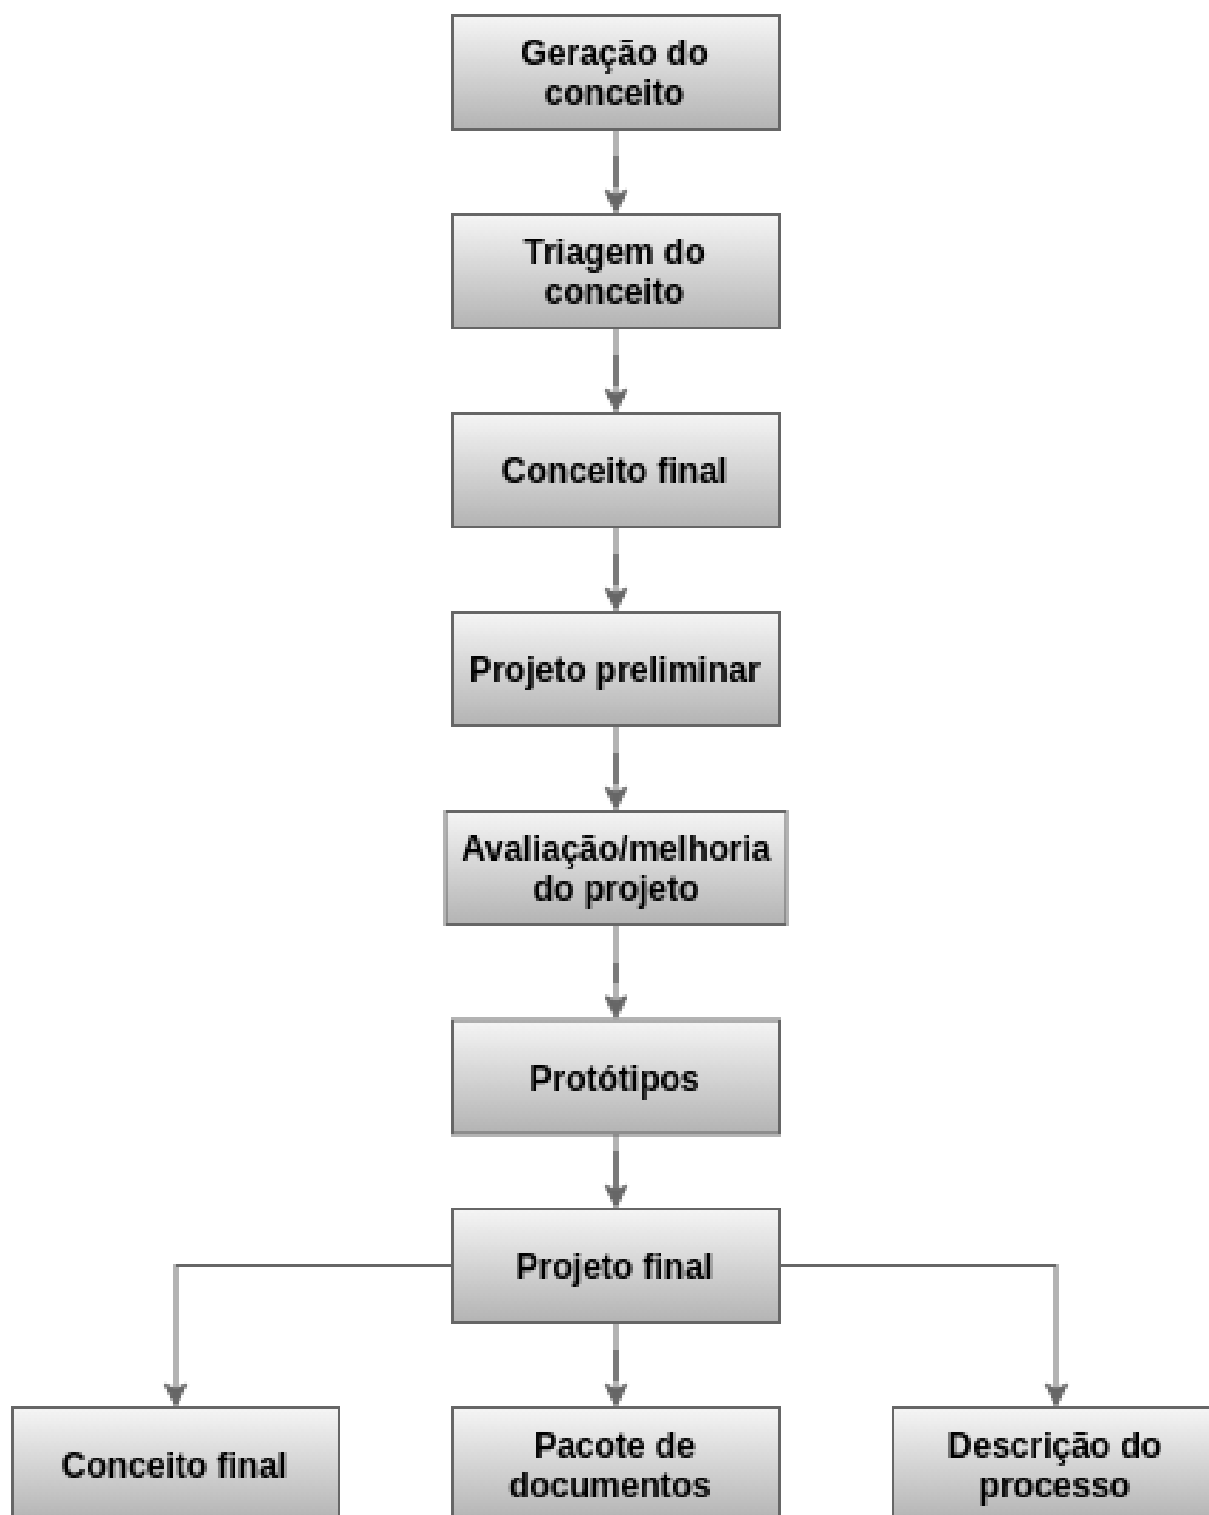 Geração do
conceito
Triagem do
conceito
Conceito final
Projeto preliminar
Avaliação/melhoria
do projeto
Protótipos
Projeto final
Conceito final
Pacote de
documentos
Descrição do
processo